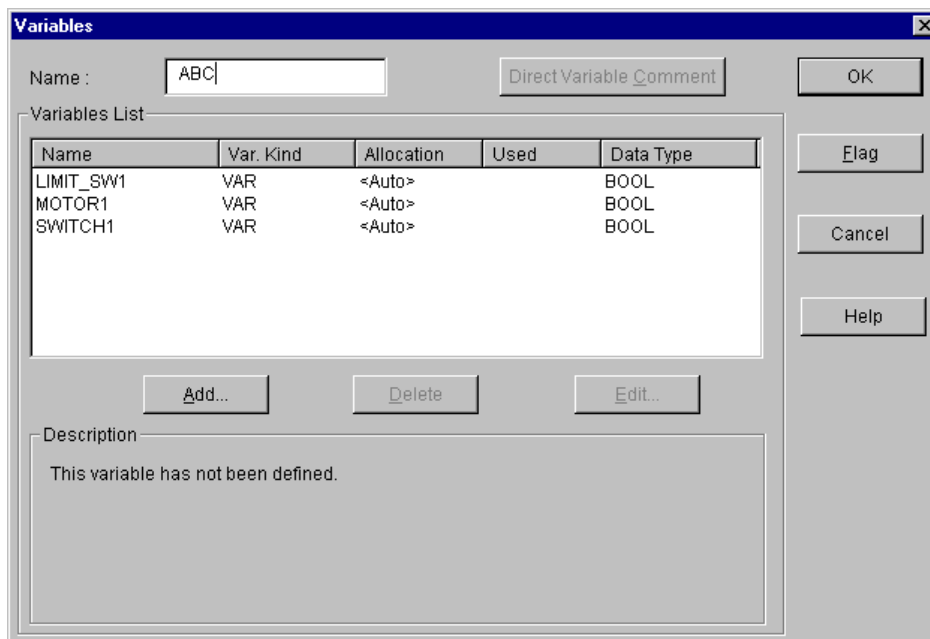 Variables
Name :
ABC
Direct Variable Comment
OK
Variables List
Name Var. Kind Allocation Used Data Type
Flag
LIMIT_SW1 VAR <Auto> BOOL
MOTOR1 VAR <Auto> BOOL
SWITCH1 VAR <Auto> BOOL
Cancel
Help
Add... Delete Edit...
Description
This variable has not been defined.